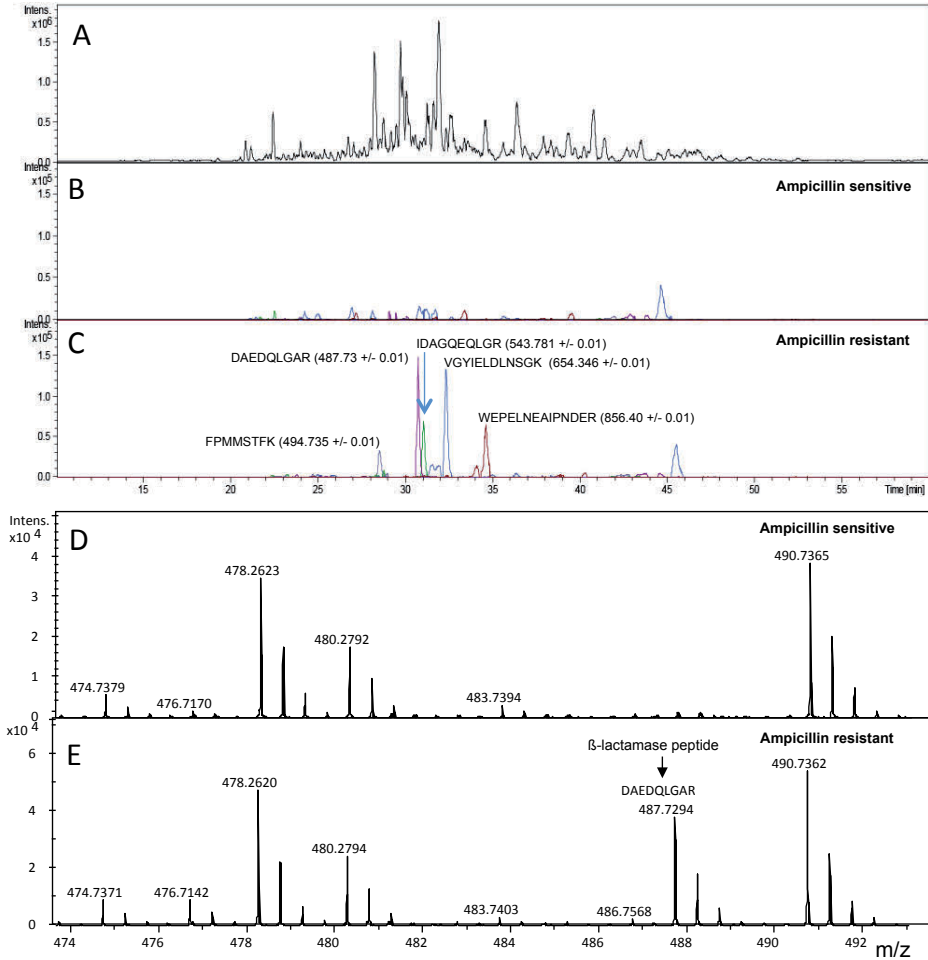 Intens.
x10⁶
A
1.5
1.0
0.5
0.0
Intens.
x10⁵
B
Ampicillin sensitive
1.5
1.0
0.5
0.0
Intens.
x10⁵
C
Ampicillin resistant
IDAGQEQLGR (543.781 +/- 0.01)
DAEDQLGAR (487.73 +/- 0.01)
VGYIELDLNSGK (654.346 +/- 0.01)
WEPELNEAIPNDER (856.40 +/- 0.01)
FPMMSTFK (494.735 +/- 0.01)
1.5
1.0
0.5
0.0
15 20 25 30 35 40 45 50 55 Time [min]
Intens.
x10 4
D
Ampicillin sensitive
4
3
2
1
0
474.7379
476.7170
478.2623
480.2792
483.7394
490.7365
x10 4
E
Ampicillin resistant
ß-lactamase peptide
DAEDQLGAR
487.7294
490.7362
478.2620
480.2794
474.7371
476.7142
483.7403
486.7568
6
4
2
0
474 476 478 480 482 484 486 488 490 492
m/z